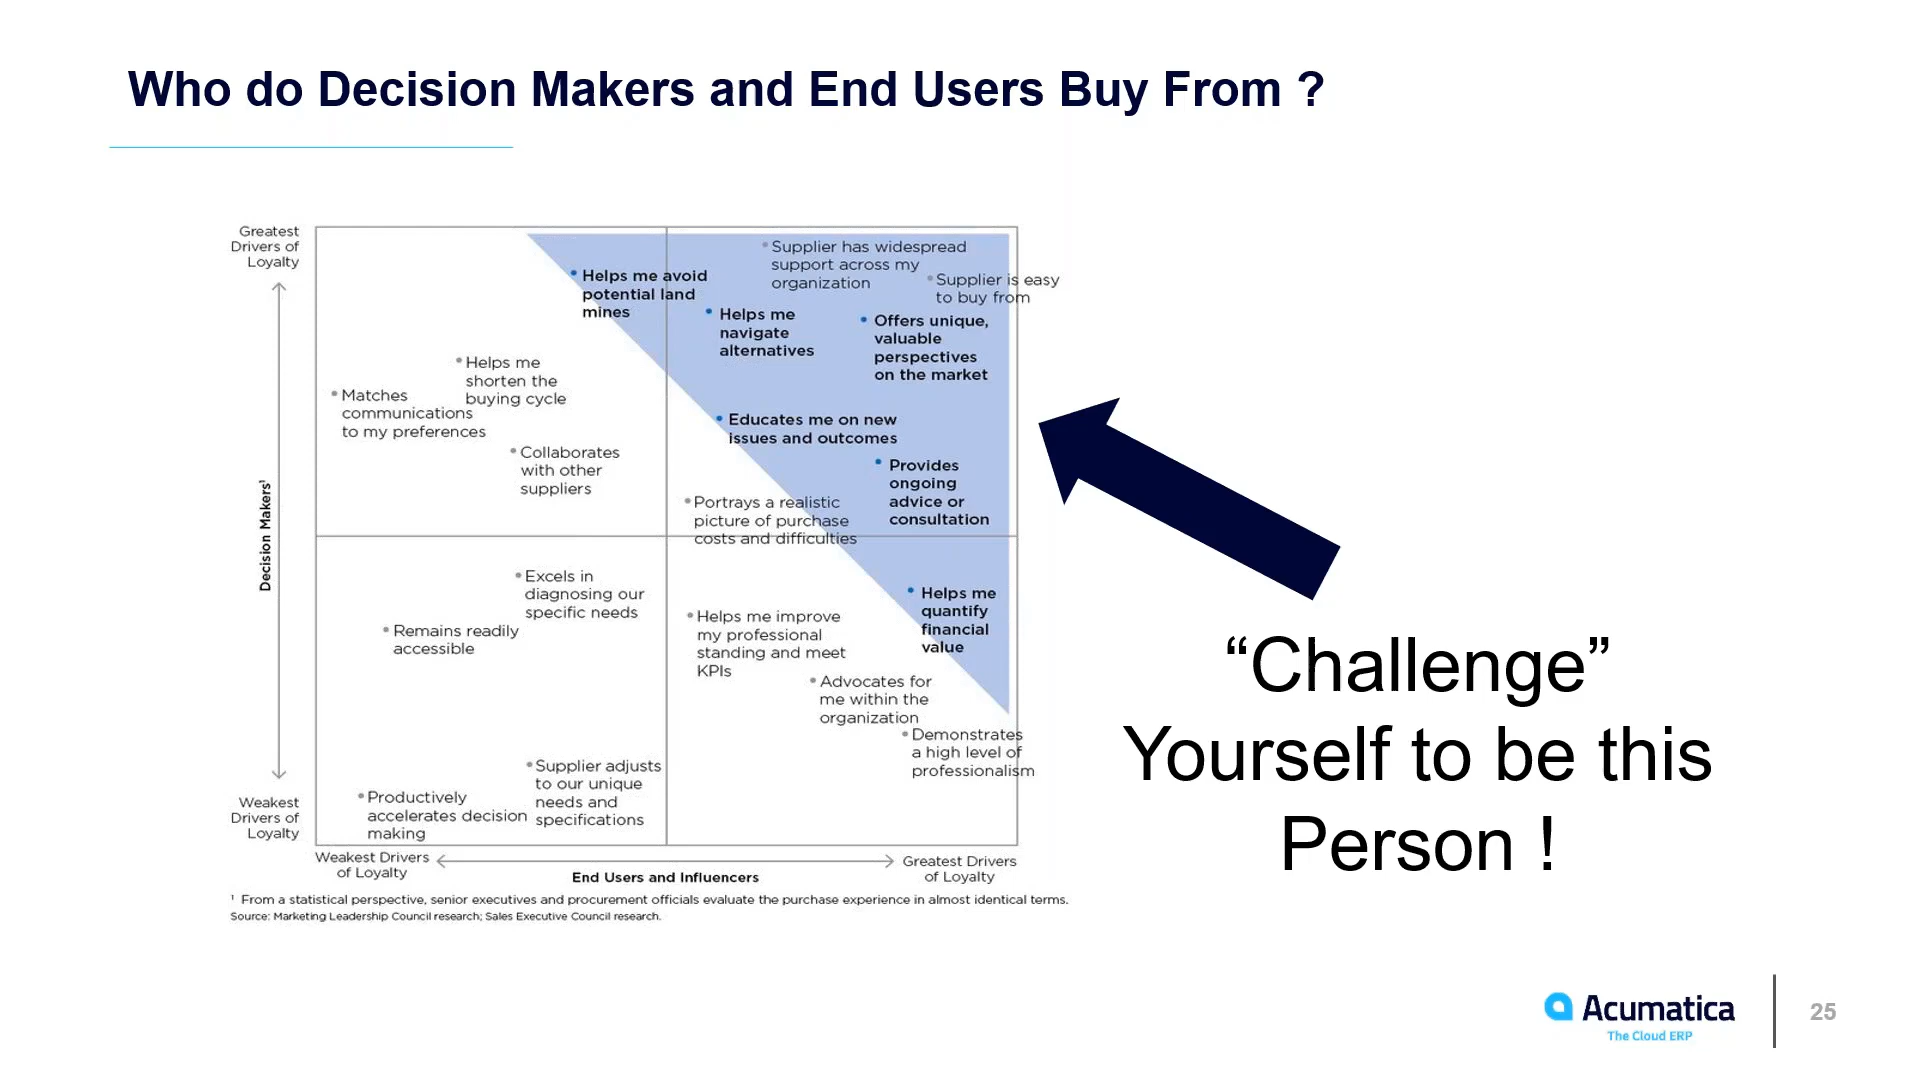 Who do Decision Makers and End Users Buy From ?
Greatest
Drivers of
Loyalty
Decision Makers¹
Weakest
Drivers of
Loyalty
• Supplier has widespread
support across my
organization
• Supplier is easy
to buy from
• Helps me avoid
potential land
mines
• Helps me
navigate
alternatives
• Offers unique,
valuable
perspectives
on the market
• Helps me
shorten the
buying cycle
• Matches
communications
to my preferences
• Collaborates
with other
suppliers
• Educates me on new
issues and outcomes
• Provides
ongoing
advice or
consultation
• Portrays a realistic
picture of purchase
costs and difficulties
• Excels in
diagnosing our
specific needs
• Remains readily
accessible
• Helps me improve
my professional
standing and meet
KPIs
• Helps me
quantify
financial
value
• Advocates for
me within the
organization
• Demonstrates
a high level of
professionalism
• Supplier adjusts
to our unique
needs and
specifications
• Productively
accelerates decision
making
Weakest Drivers
of Loyalty
End Users and Influencers
Greatest Drivers
of Loyalty
¹ From a statistical perspective, senior executives and procurement officials evaluate the purchase experience in almost identical terms.
Source: Marketing Leadership Council research; Sales Executive Council research.
“Challenge”
Yourself to be this
Person !
Acumatica
The Cloud ERP
25